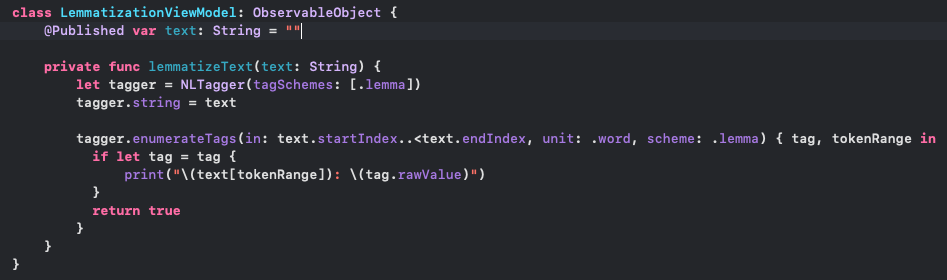 class LemmatizationViewModel: ObservableObject {
    @Published var text: String = ""

    private func lemmatizeText(text: String) {
        let tagger = NLTagger(tagSchemes: [.lemma])
        tagger.string = text

        tagger.enumerateTags(in: text.startIndex..<text.endIndex, unit: .word, scheme: .lemma) { tag, tokenRange in
          if let tag = tag {
              print("\(text[tokenRange]): \(tag.rawValue)")
          }
          return true
        }
    }
}